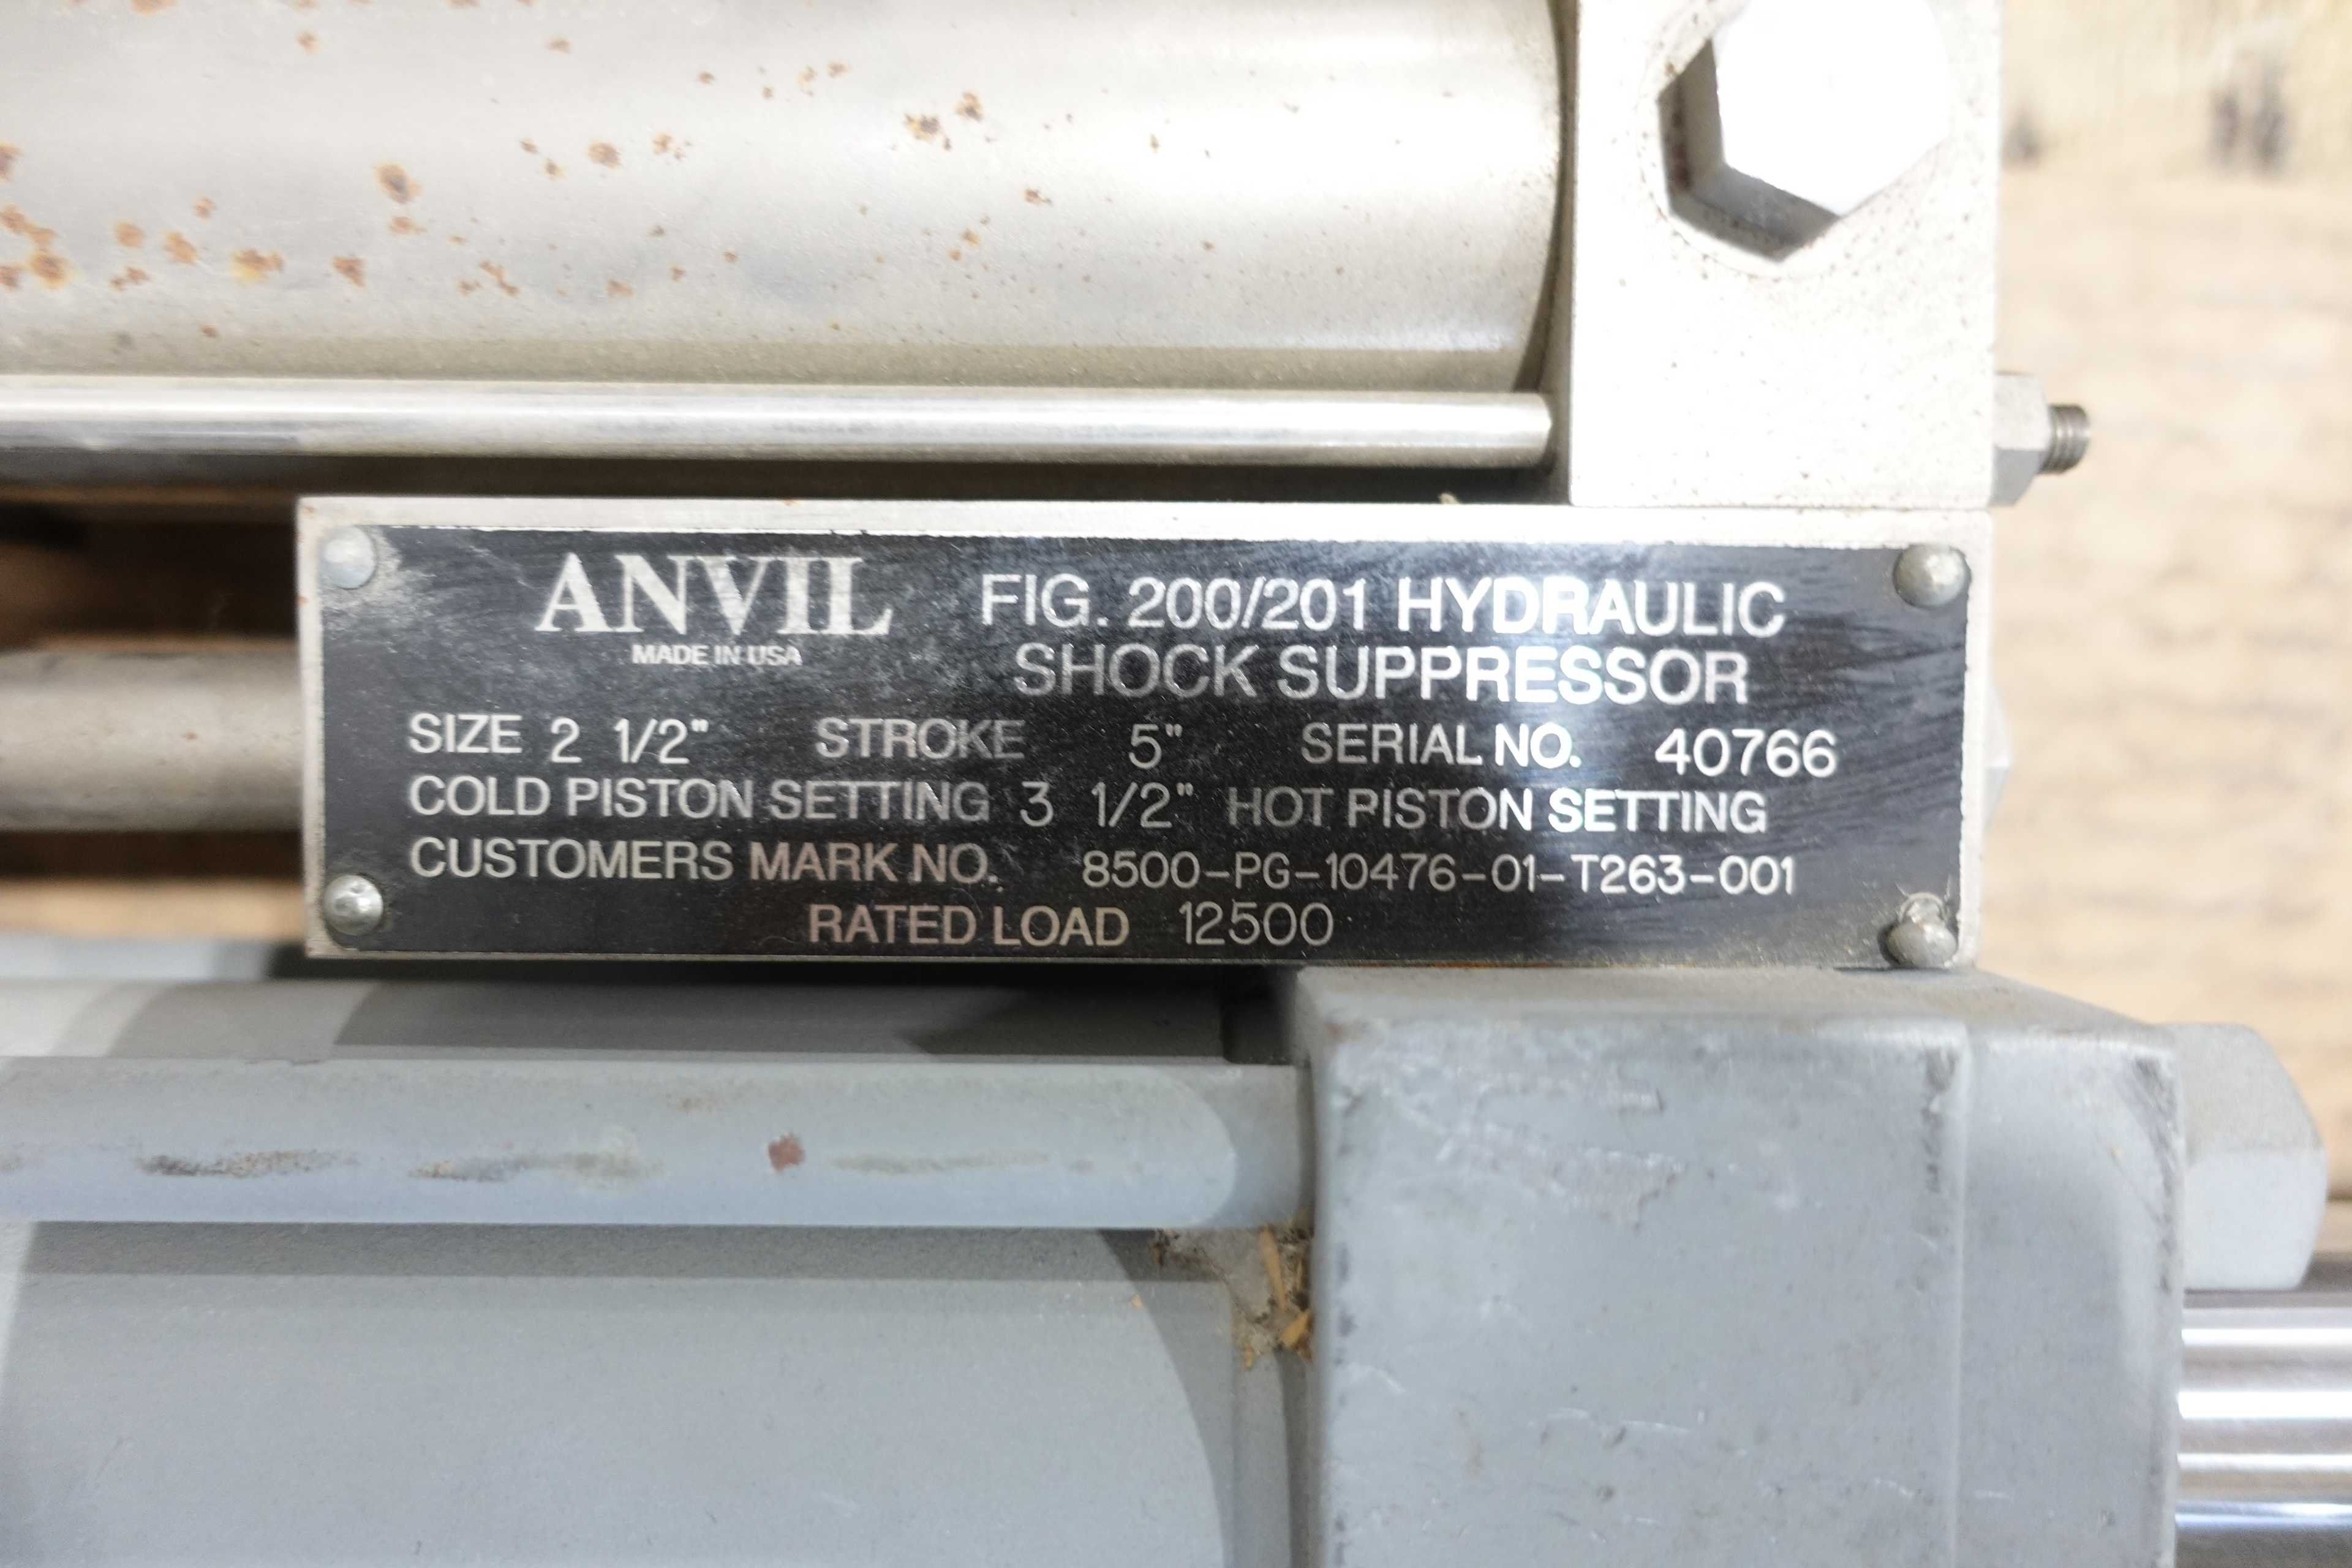 ANVIL
MADE IN USA
FIG. 200/201 HYDRAULIC
SHOCK SUPPRESSOR
SIZE 2 1/2" STROKE 5" SERIAL NO. 40766
COLD PISTON SETTING 3 1/2" HOT PISTON SETTING
CUSTOMERS MARK NO. 8500-PG-10476-01-T263-001
RATED LOAD 12500